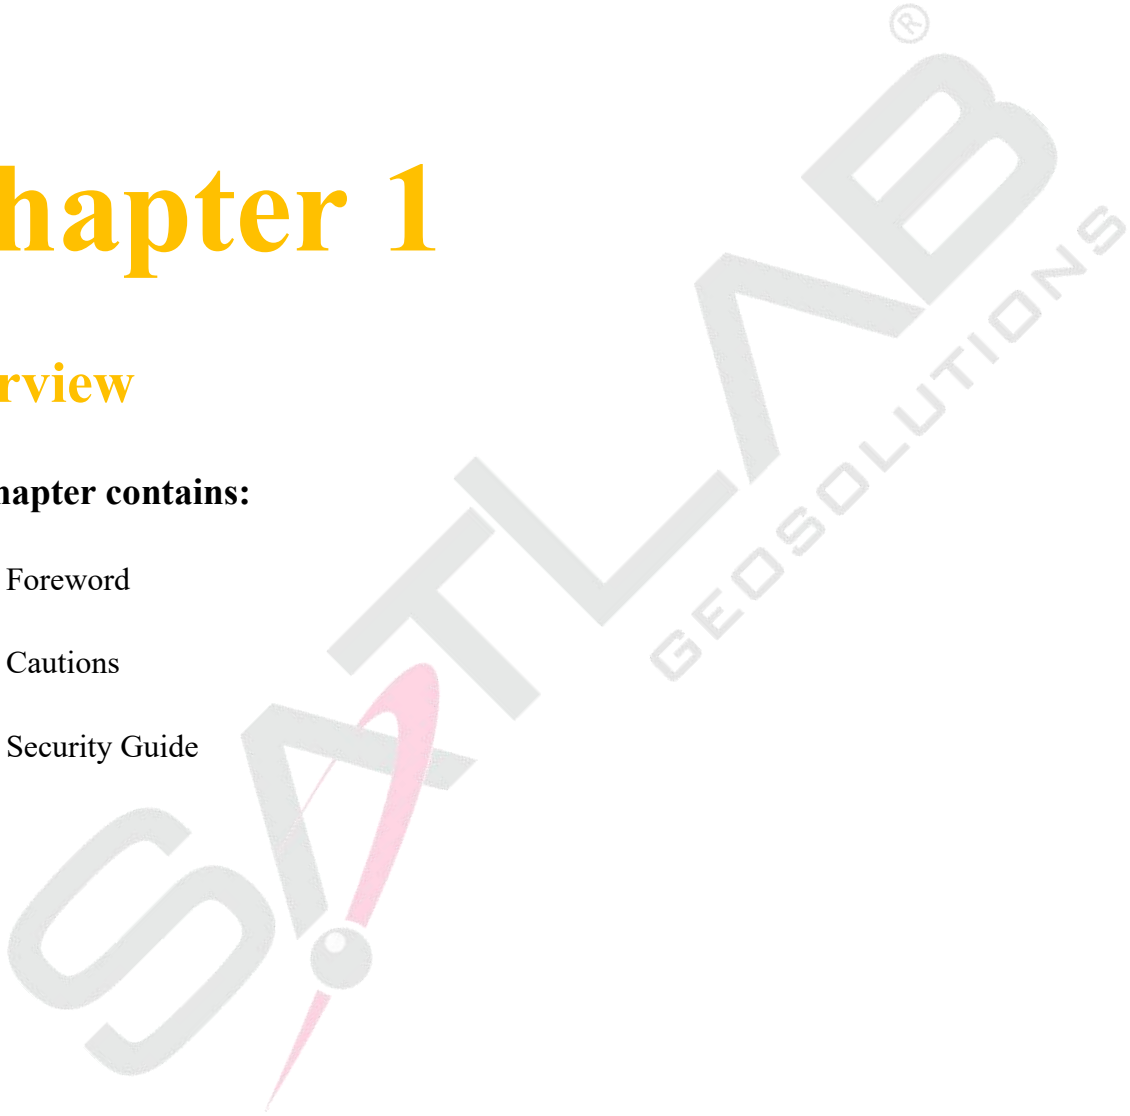 hapter 1
rview
hapter contains:
Foreword
Cautions
Security Guide
SATLAB
GEOSOLUTIONS
®